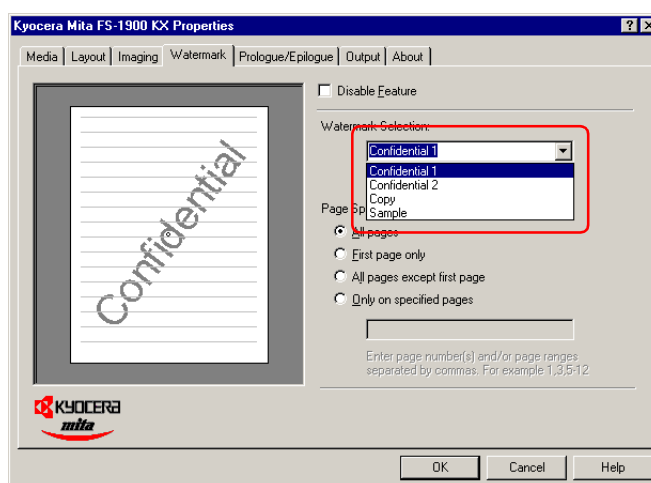 Kyocera Mita FS-1900 KX Properties
Media Layout Imaging Watermark Prologue/Epilogue Output About
Disable Feature
Watermark Selection:
Confidential 1
Confidential 1
Confidential 2
Copy
Sample
Page Sp
All pages
First page only
All pages except first page
Only on specified pages
Enter page number(s) and/or page ranges
separated by commas. For example 1,3,5-12
Confidential
KYOCERA
mita
OK Cancel Help